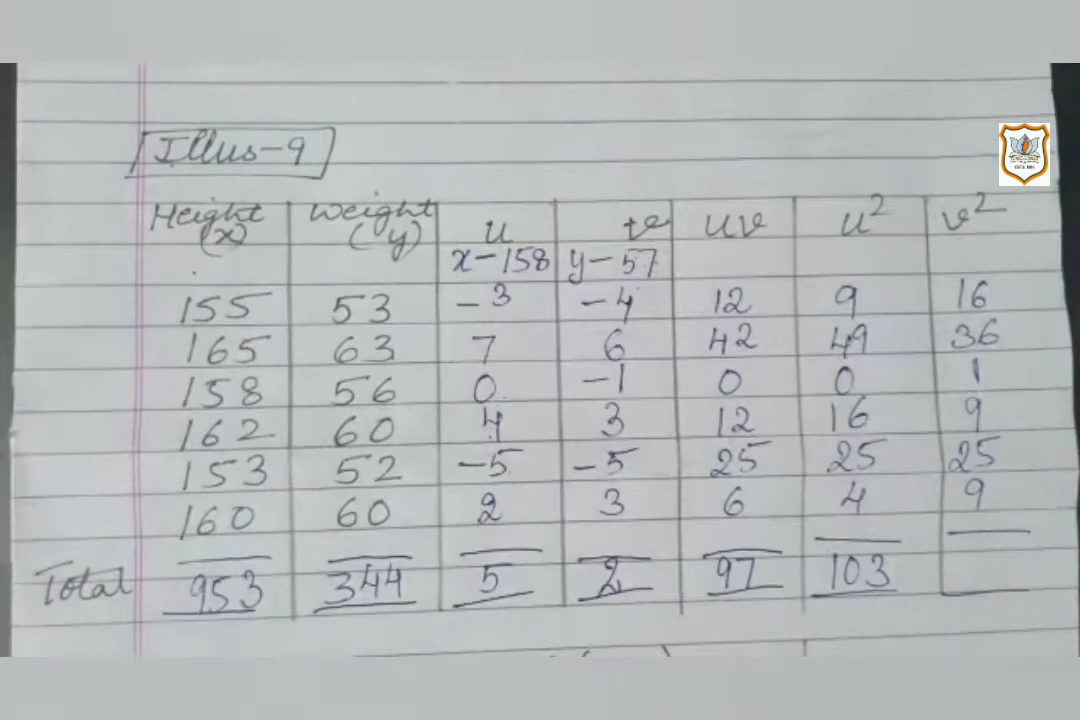 Illus-9
Height Weight u v uv u² v²
(x) (y) x-158 y-57
155 53 -3 -4 12 9 16
165 63 7 6 42 49 36
158 56 0 -1 0 0 1
162 60 4 3 12 16 9
153 52 -5 -5 25 25 25
160 60 2 3 6 4 9
Total 953 344 5 2 97 103